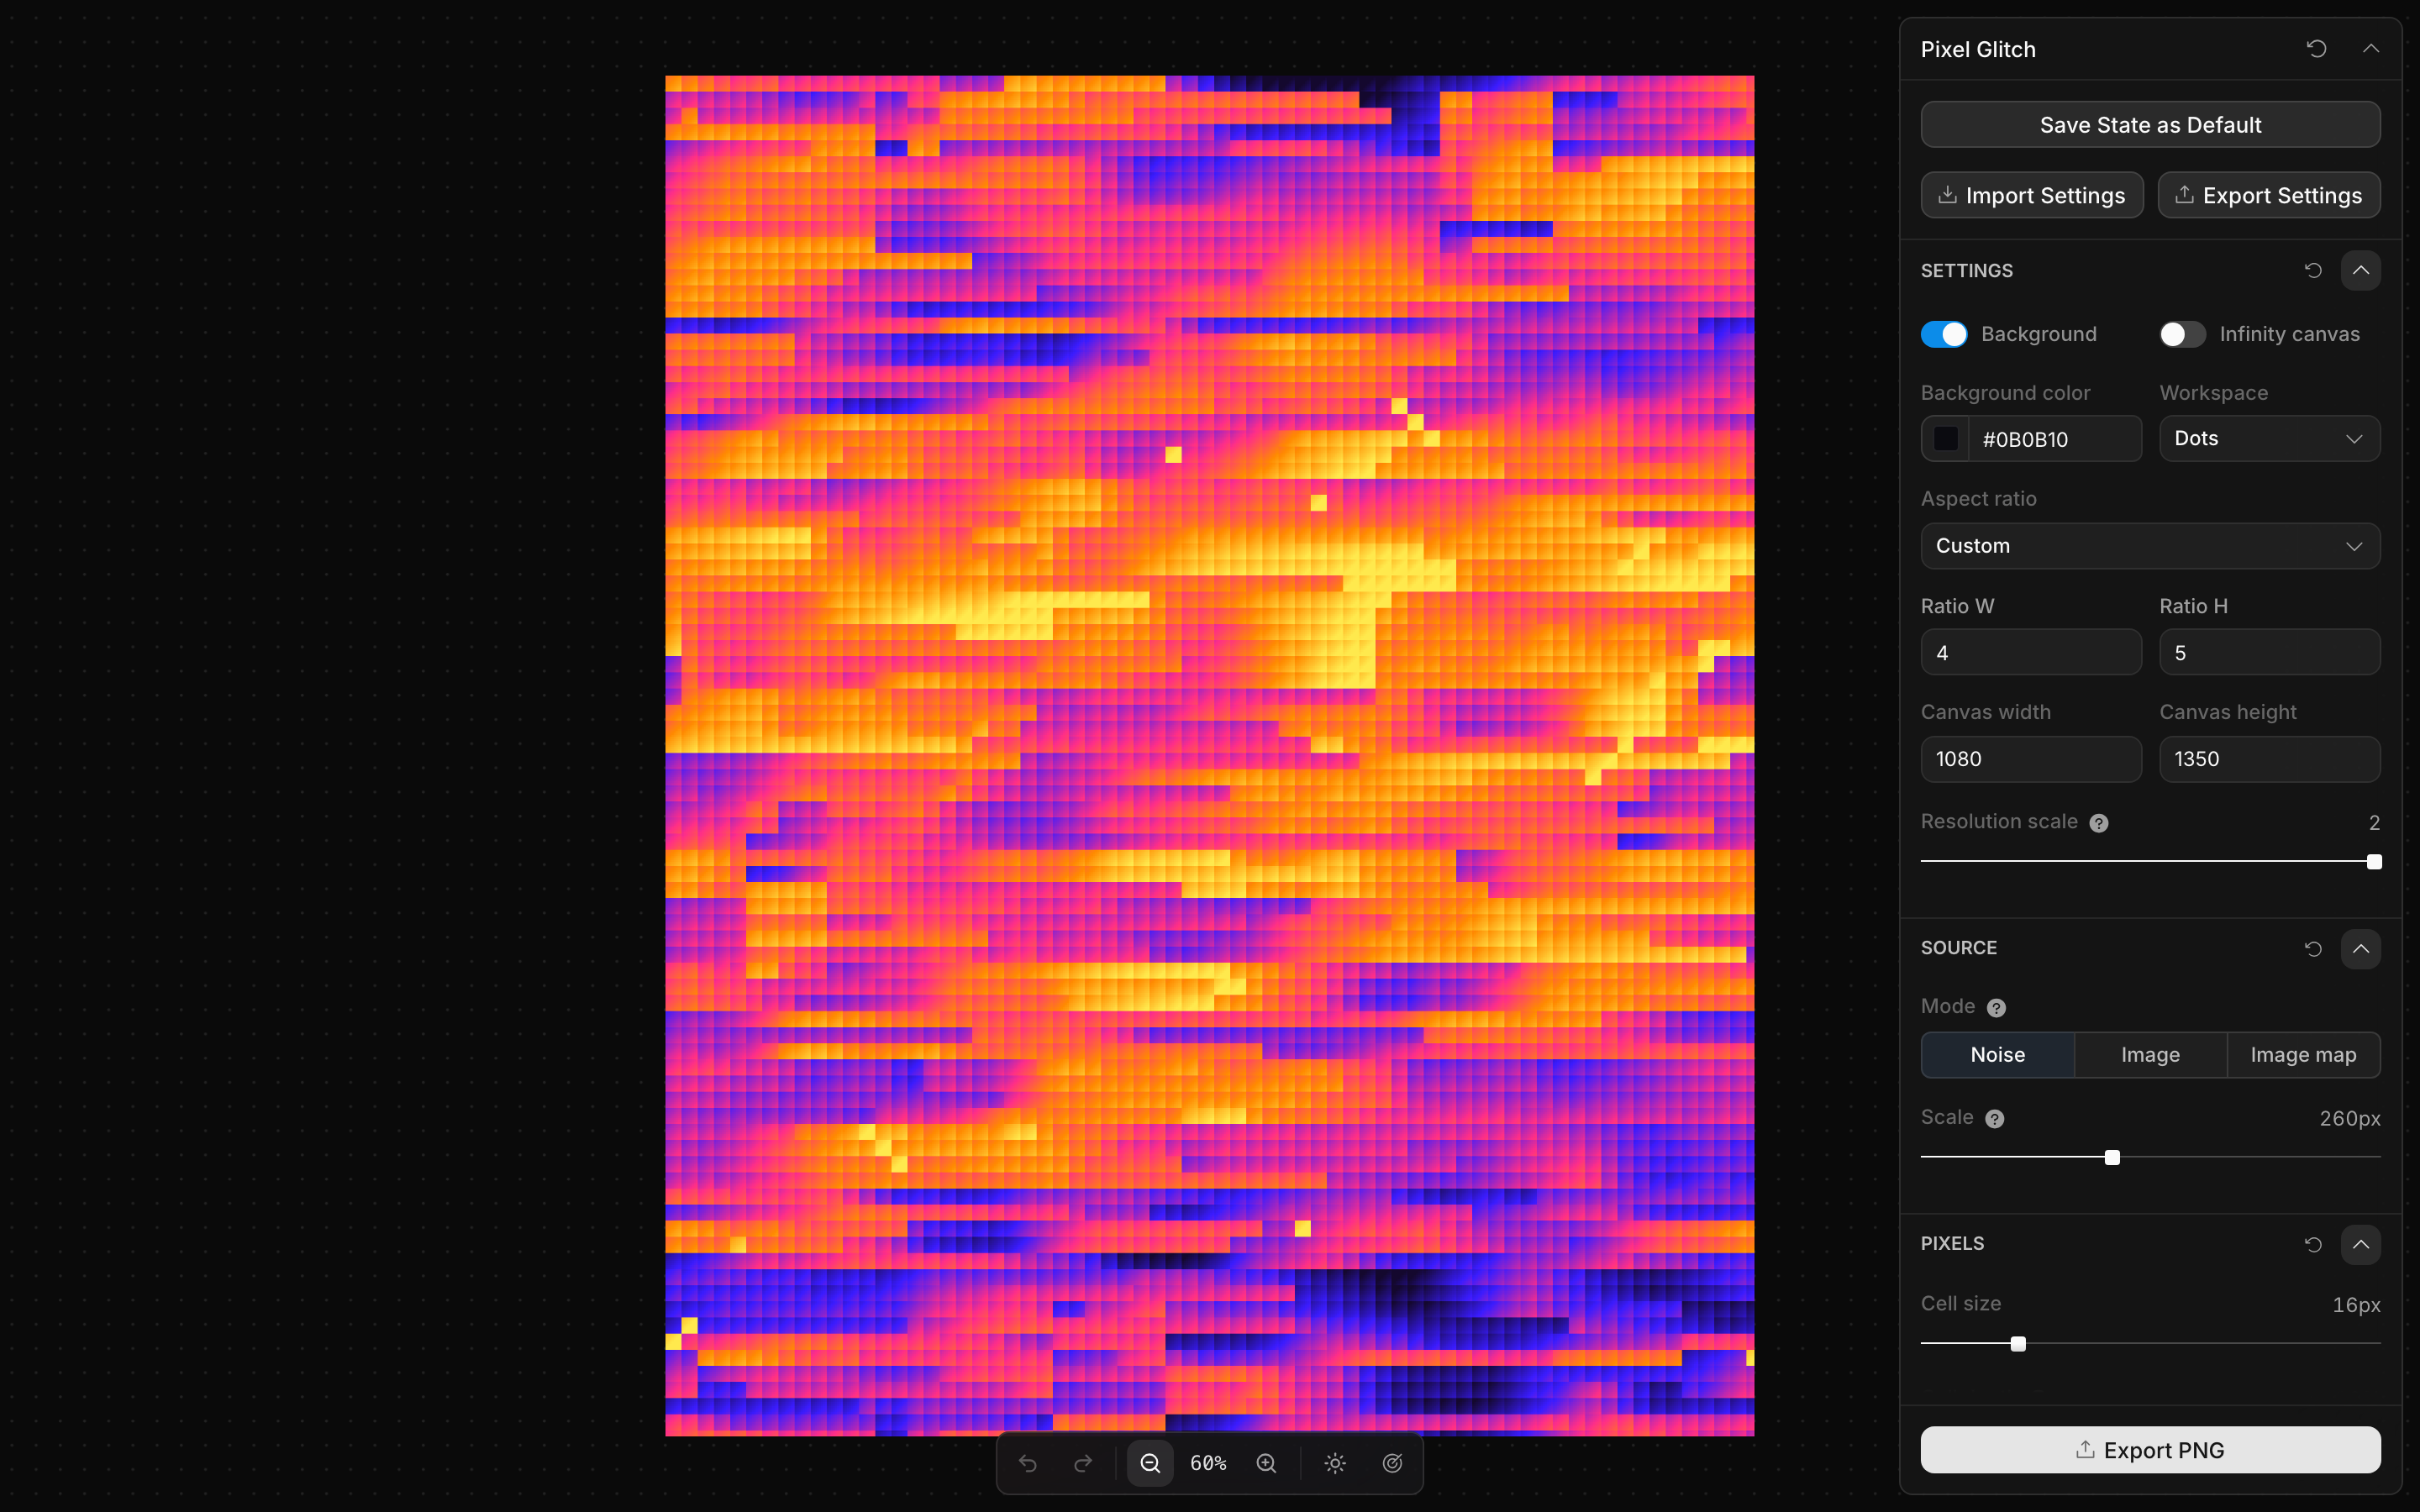 Pixel Glitch
Save State as Default
Import Settings
Export Settings
SETTINGS
Background
Infinity canvas
Background color
Workspace
#0B0B10
Dots
Aspect ratio
Custom
Ratio W
Ratio H
4
5
Canvas width
Canvas height
1080
1350
Resolution scale ?
2
SOURCE
Mode ?
Noise
Image
Image map
Scale ?
260px
PIXELS
Cell size
16px
Export PNG
60%